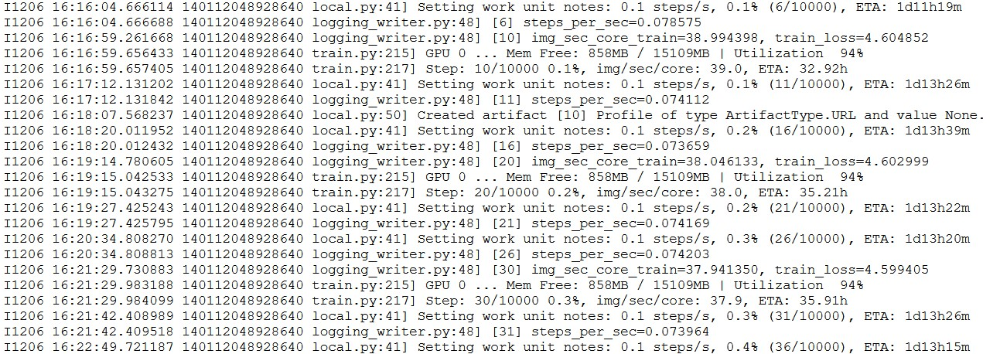 I1206 16:16:04.666114 140112048928640 local.py:41] Setting work unit notes: 0.1 steps/s, 0.1% (6/10000), ETA: 1d11h19m
I1206 16:16:04.666688 140112048928640 logging_writer.py:48] [6] steps_per_sec=0.078575
I1206 16:16:59.261668 140112048928640 logging_writer.py:48] [10] img_sec_core_train=38.994398, train_loss=4.604852
I1206 16:16:59.656433 140112048928640 train.py:215] GPU 0 ... Mem Free: 858MB / 15109MB | Utilization  94%
I1206 16:16:59.657405 140112048928640 train.py:217] Step: 10/10000 0.1%, img/sec/core: 39.0, ETA: 32.92h
I1206 16:17:12.131202 140112048928640 local.py:41] Setting work unit notes: 0.1 steps/s, 0.1% (11/10000), ETA: 1d13h26m
I1206 16:17:12.131842 140112048928640 logging_writer.py:48] [11] steps_per_sec=0.074112
I1206 16:18:07.568237 140112048928640 local.py:50] Created artifact [10] Profile of type ArtifactType.URL and value None.
I1206 16:18:20.011952 140112048928640 local.py:41] Setting work unit notes: 0.1 steps/s, 0.2% (16/10000), ETA: 1d13h39m
I1206 16:18:20.012432 140112048928640 logging_writer.py:48] [16] steps_per_sec=0.073659
I1206 16:19:14.780605 140112048928640 logging_writer.py:48] [20] img_sec_core_train=38.046133, train_loss=4.602999
I1206 16:19:15.042533 140112048928640 train.py:215] GPU 0 ... Mem Free: 858MB / 15109MB | Utilization  94%
I1206 16:19:15.043275 140112048928640 train.py:217] Step: 20/10000 0.2%, img/sec/core: 38.0, ETA: 35.21h
I1206 16:19:27.425243 140112048928640 local.py:41] Setting work unit notes: 0.1 steps/s, 0.2% (21/10000), ETA: 1d13h22m
I1206 16:19:27.425795 140112048928640 logging_writer.py:48] [21] steps_per_sec=0.074169
I1206 16:20:34.808270 140112048928640 local.py:41] Setting work unit notes: 0.1 steps/s, 0.3% (26/10000), ETA: 1d13h20m
I1206 16:20:34.808813 140112048928640 logging_writer.py:48] [26] steps_per_sec=0.074203
I1206 16:21:29.730883 140112048928640 logging_writer.py:48] [30] img_sec_core_train=37.941350, train_loss=4.599405
I1206 16:21:29.983188 140112048928640 train.py:215] GPU 0 ... Mem Free: 858MB / 15109MB | Utilization  94%
I1206 16:21:29.984099 140112048928640 train.py:217] Step: 30/10000 0.3%, img/sec/core: 37.9, ETA: 35.91h
I1206 16:21:42.408989 140112048928640 local.py:41] Setting work unit notes: 0.1 steps/s, 0.3% (31/10000), ETA: 1d13h26m
I1206 16:21:42.409518 140112048928640 logging_writer.py:48] [31] steps_per_sec=0.073964
I1206 16:22:49.721187 140112048928640 local.py:41] Setting work unit notes: 0.1 steps/s, 0.4% (36/10000), ETA: 1d13h15m